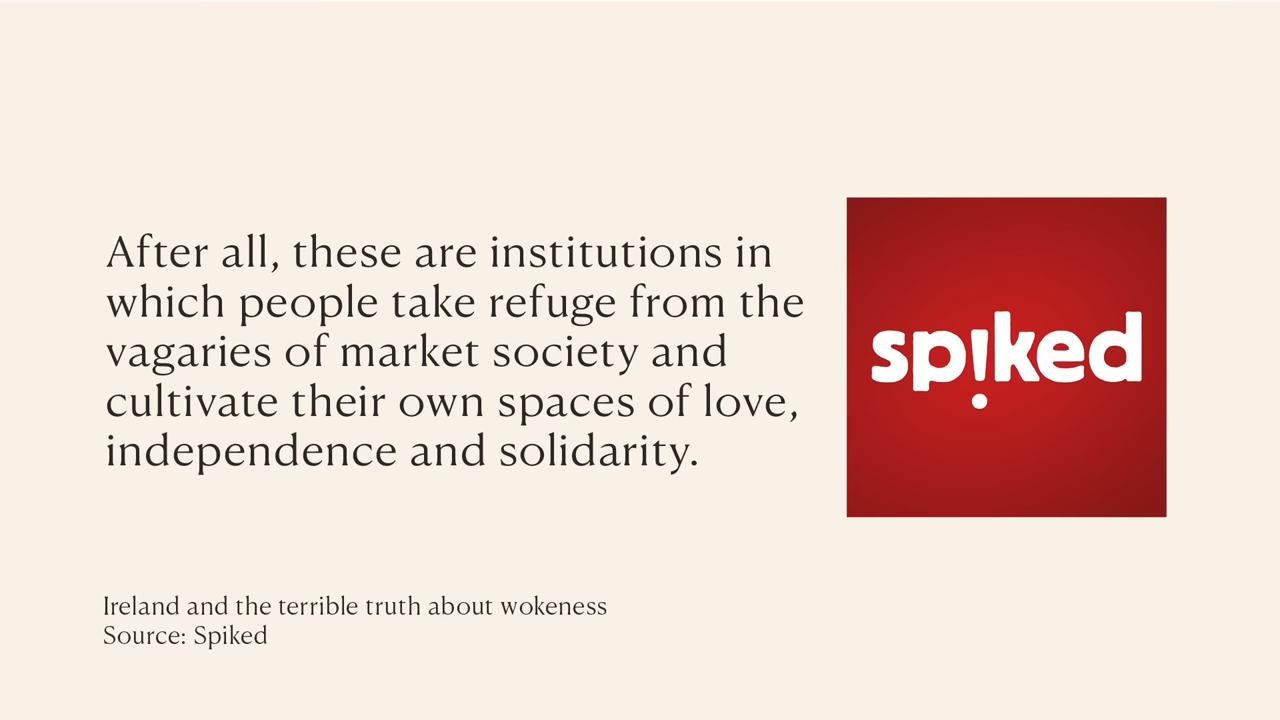 After all, these are institutions in
which people take refuge from the
vagaries of market society and
cultivate their own spaces of love,
independence and solidarity.
spiked
Ireland and the terrible truth about wokeness
Source: Spiked